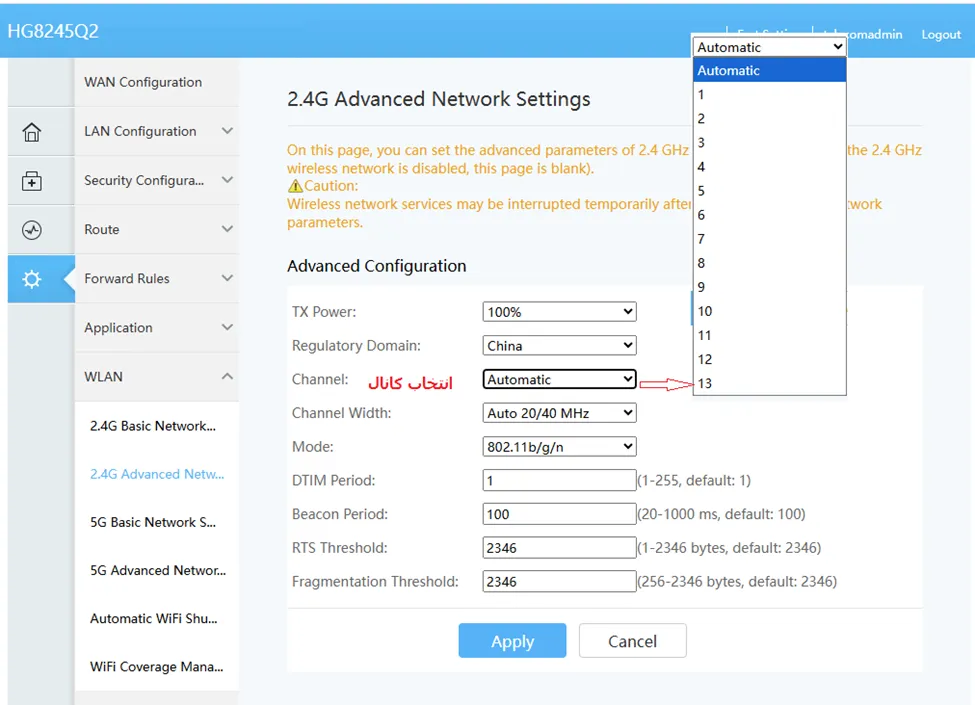 HG8245Q2
Logout
WAN Configuration
LAN Configuration
Security Configura...
Route
Forward Rules
Application
WLAN
2.4G Basic Network...
2.4G Advanced Netw...
5G Basic Network S...
5G Advanced Networ...
Automatic WiFi Shu...
WiFi Coverage Mana...
2.4G Advanced Network Settings
On this page, you can set the advanced parameters of 2.4 GHz the 2.4 GHz
wireless network is disabled, this page is blank).
Caution:
Wireless network services may be interrupted temporarily after
parameters.
Advanced Configuration
TX Power: 100%
Regulatory Domain: China
Channel: انتخاب کانال Automatic
Channel Width: Auto 20/40 MHz
Mode: 802.11b/g/n
DTIM Period: 1 (1-255, default: 1)
Beacon Period: 100 (20-1000 ms, default: 100)
RTS Threshold: 2346 (1-2346 bytes, default: 2346)
Fragmentation Threshold: 2346 (256-2346 bytes, default: 2346)
Apply Cancel
Automatic
Automatic
1
2
3
4
5
6
7
8
9
10
11
12
13